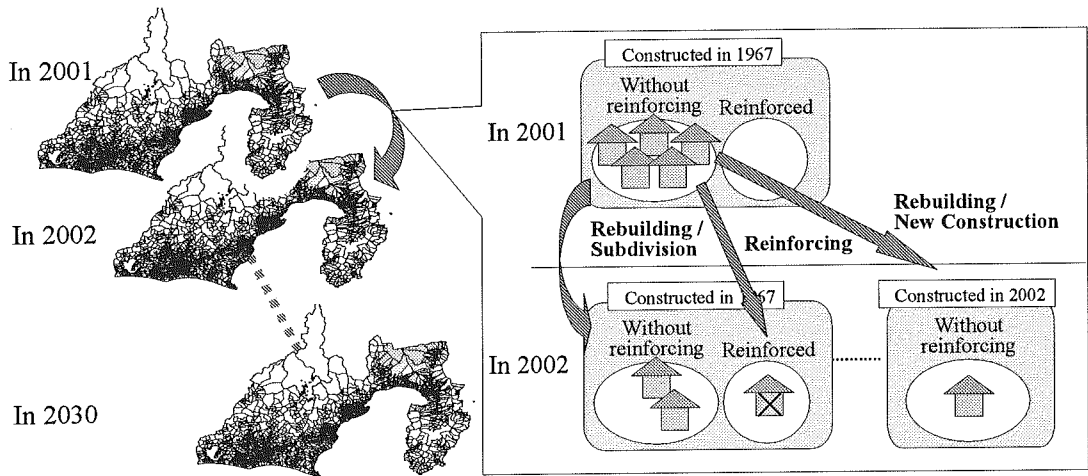 In 2001
In 2002
In 2030
Constructed in 1967
Without
reinforcing
Reinforced
In 2001
Rebuilding /
Subdivision
Reinforcing
Rebuilding /
New Construction
Constructed in 1967
Without
reinforcing
Reinforced
In 2002
Constructed in 2002
Without
reinforcing